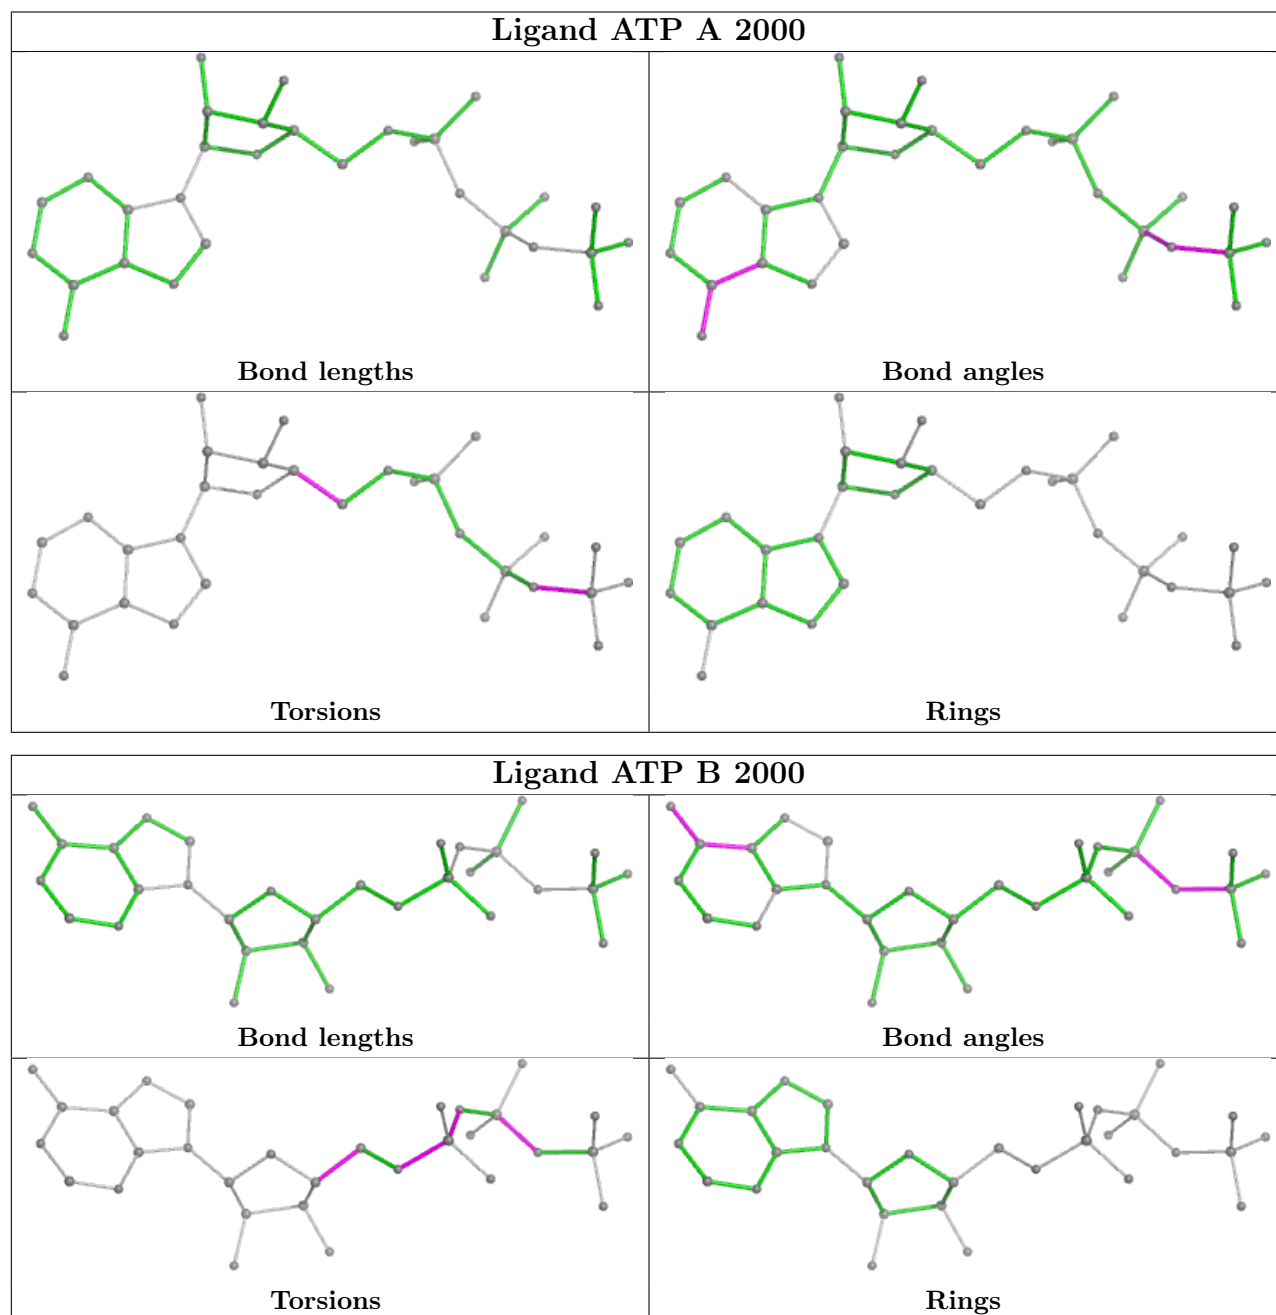 Ligand ATP A 2000
Bond lengths
Bond angles
Torsions
Rings
Ligand ATP B 2000
Bond lengths
Bond angles
Torsions
Rings